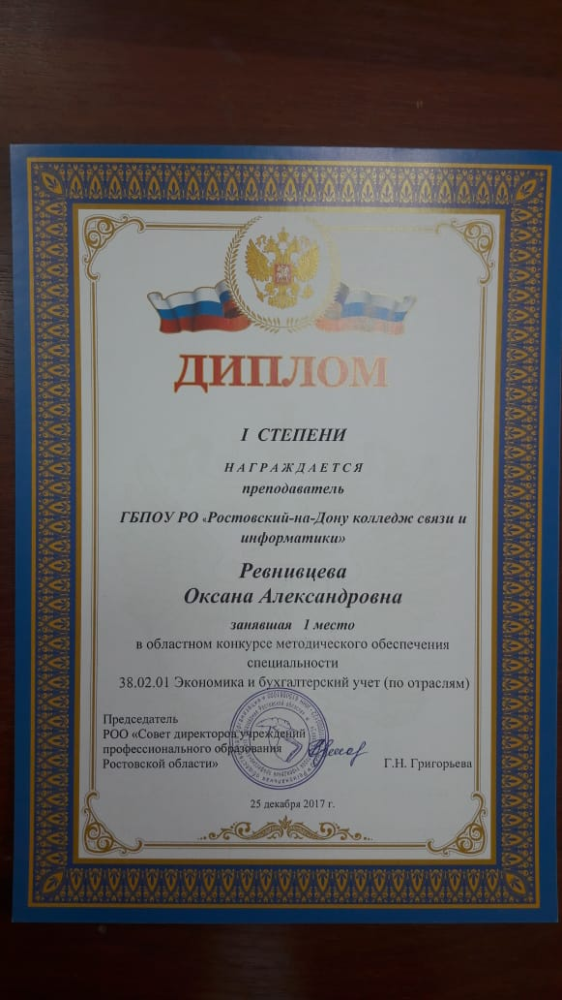 ДИПЛОМ
I СТЕПЕНИ
НАГРАЖДАЕТСЯ
преподаватель
ГБПОУ РО «Ростовский-на-Дону колледж связи и
информатики»
Ревнивцева
Оксана Александровна
занявшая 1 место
в областном конкурсе методического обеспечения
специальности
38.02.01 Экономика и бухгалтерский учет (по отраслям)
Председатель
РОО «Совет директоров учреждений
профессионального образования
Ростовской области»
Г.Н. Григорьева
25 декабря 2017 г.